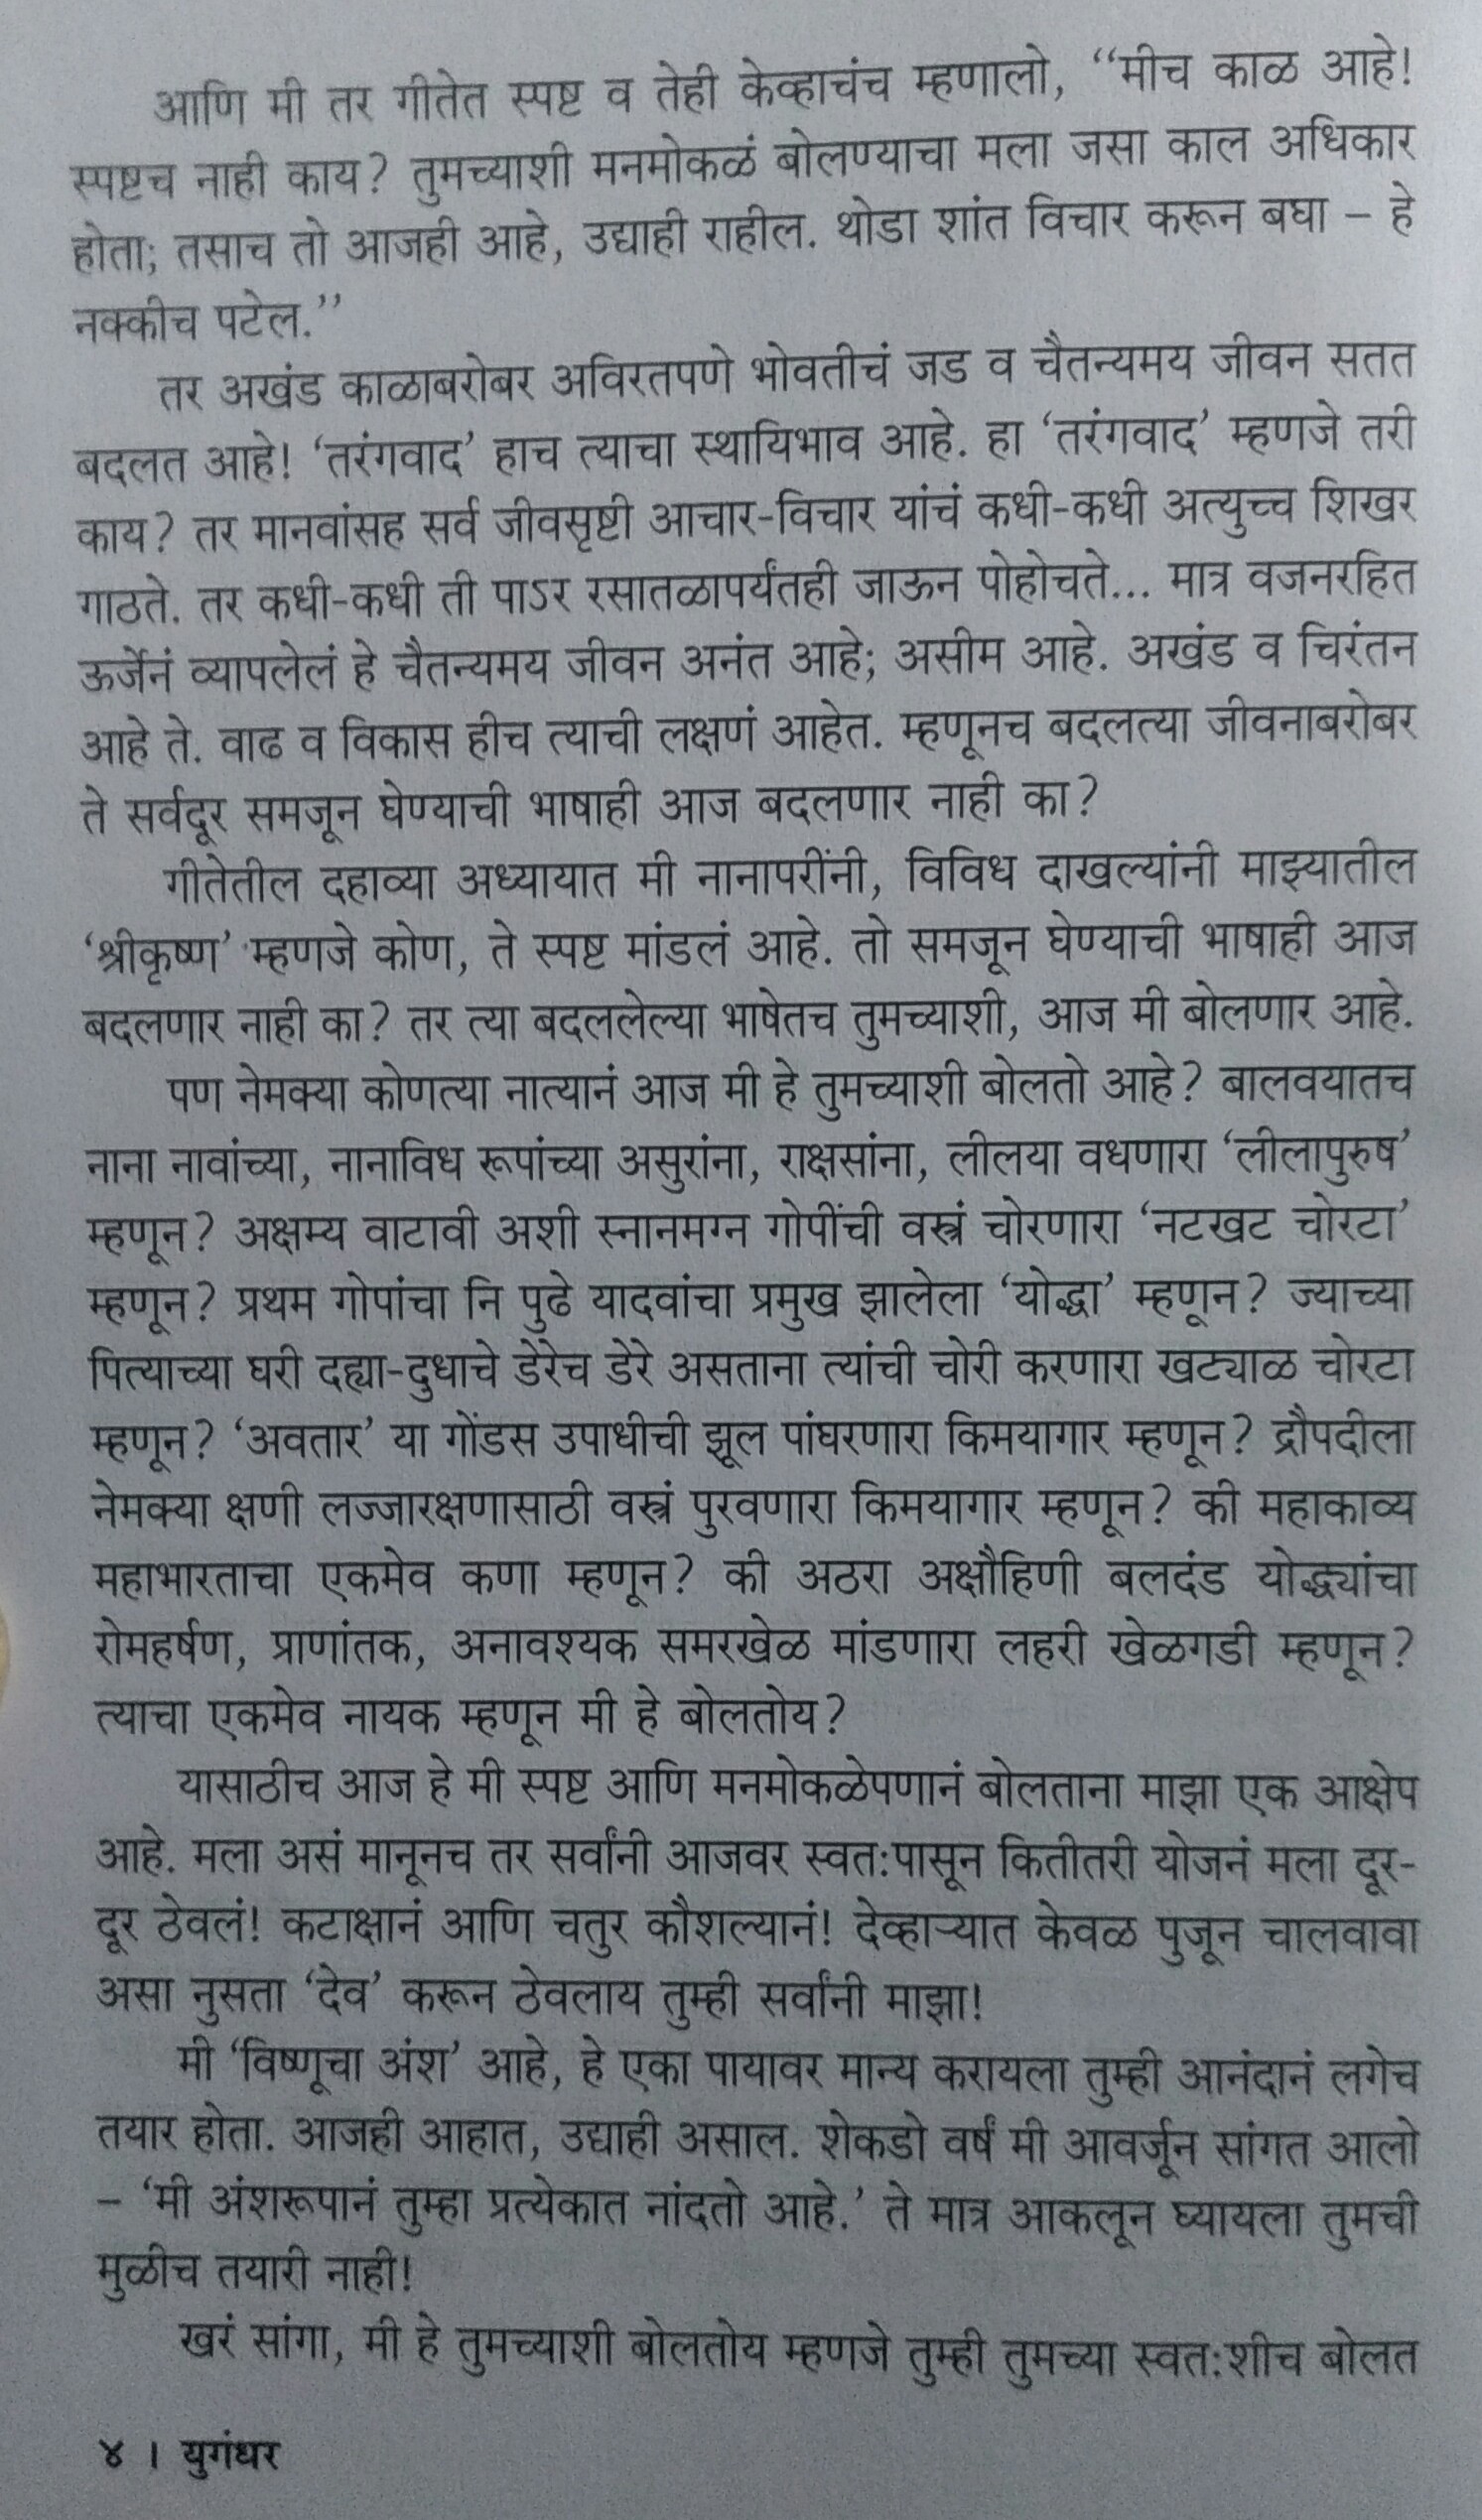 आणि मी तर गीतेत स्पष्ट व तेही केव्हाचंच म्हणालो, “मीच काळ आहे!
स्पष्टच नाही काय? तुमच्याशी मनमोकळं बोलण्याचा मला जसा काल अधिकार
होता; तसाच तो आजही आहे, उद्याही राहील. थोडा शांत विचार करून बघा – हे
नक्कीच पटेल.”
तर अखंड काळाबरोबर अविरतपणे भोवतीचं जड व चैतन्यमय जीवन सतत
बदलत आहे! ‘तरंगवाद’ हाच त्याचा स्थायिभाव आहे. हा ‘तरंगवाद’ म्हणजे तरी
काय? तर मानवांसह सर्व जीवसृष्टी आचार-विचार यांचं कधी-कधी अत्युच्च शिखर
गाठते. तर कधी-कधी ती पाऽर रसातळापर्यंतही जाऊन पोहोचते... मात्र वजनरहित
ऊर्जेनं व्यापलेलं हे चैतन्यमय जीवन अनंत आहे; असीम आहे. अखंड व चिरंतन
आहे ते. वाढ व विकास हीच त्याची लक्षणं आहेत. म्हणूनच बदलत्या जीवनाबरोबर
ते सर्वदूर समजून घेण्याची भाषाही आज बदलणार नाही का?
गीतेतील दहाव्या अध्यायात मी नानापरींनी, विविध दाखल्यांनी माझ्यातील
‘श्रीकृष्ण’ म्हणजे कोण, ते स्पष्ट मांडलं आहे. तो समजून घेण्याची भाषाही आज
बदलणार नाही का? तर त्या बदललेल्या भाषेतच तुमच्याशी, आज मी बोलणार आहे.
पण नेमक्या कोणत्या नात्यानं आज मी हे तुमच्याशी बोलतो आहे? बालवयातच
नाना नावांच्या, नानाविध रूपांच्या असुरांना, राक्षसांना, लीलया वधणारा ‘लीलापुरुष’
म्हणून? अक्षम्य वाटावी अशी स्नानमग्न गोपींची वस्त्रं चोरणारा ‘नटखट चोरटा’
म्हणून? प्रथम गोपांचा नि पुढे यादवांचा प्रमुख झालेला ‘योद्धा’ म्हणून? ज्याच्या
पित्याच्या घरी दह्या-दुधाचे डेरेच डेरे असताना त्यांची चोरी करणारा खट्याळ चोरटा
म्हणून? ‘अवतार’ या गोंडस उपाधीची झूल पांघरणारा किमयागार म्हणून? द्रौपदीला
नेमक्या क्षणी लज्जारक्षणासाठी वस्त्रं पुरवणारा किमयागार म्हणून? की महाकाव्य
महाभारताचा एकमेव कणा म्हणून? की अठरा अक्षौहिणी बलदंड योद्ध्यांचा
रोमहर्षण, प्राणांतक, अनावश्यक समरखेळ मांडणारा लहरी खेळगडी म्हणून?
त्याचा एकमेव नायक म्हणून मी हे बोलतोय?
यासाठीच आज हे मी स्पष्ट आणि मनमोकळेपणानं बोलताना माझा एक आक्षेप
आहे. मला असं मानूनच तर सर्वांनी आजवर स्वत:पासून कितीतरी योजनं मला दूर-
दूर ठेवलं! कटाक्षानं आणि चतुर कौशल्यानं! देव्हाऱ्यात केवळ पुजून चालवावा
असा नुसता ‘देव’ करून ठेवलाय तुम्ही सर्वांनी माझा!
मी ‘विष्णूचा अंश’ आहे, हे एका पायावर मान्य करायला तुम्ही आनंदानं लगेच
तयार होता. आजही आहात, उद्याही असाल. शेकडो वर्षं मी आवर्जून सांगत आलो
– ‘मी अंशरूपानं तुम्हा प्रत्येकात नांदतो आहे.’ ते मात्र आकलून घ्यायला तुमची
मुळीच तयारी नाही!
खरं सांगा, मी हे तुमच्याशी बोलतोय म्हणजे तुम्ही तुमच्या स्वत:शीच बोलत
४ । युगंधर